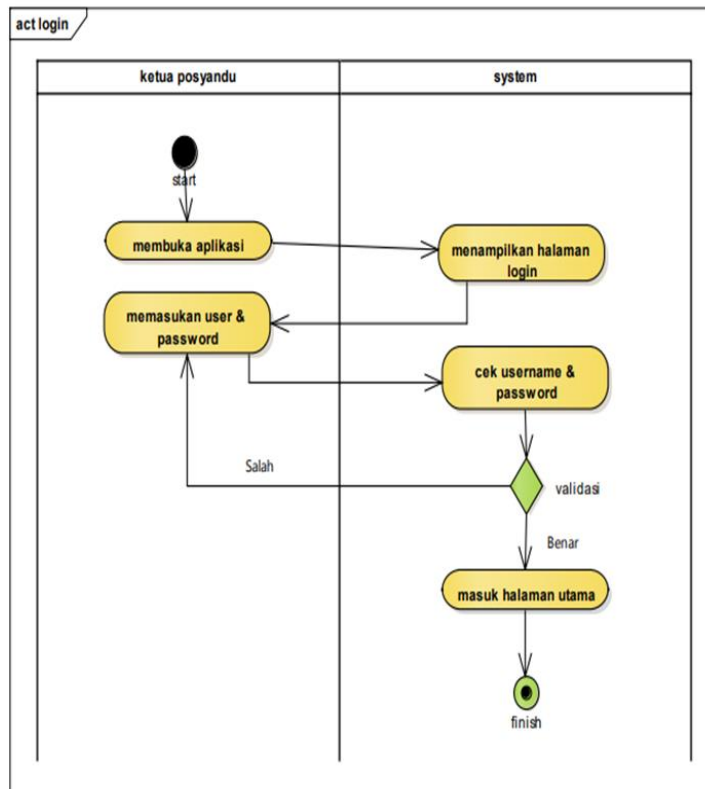 act login
ketua posyandu
system
start
membuka aplikasi
menampilkan halaman
login
memasukan user &
password
cek username &
password
Salah
validasi
Benar
masuk halaman utama
finish